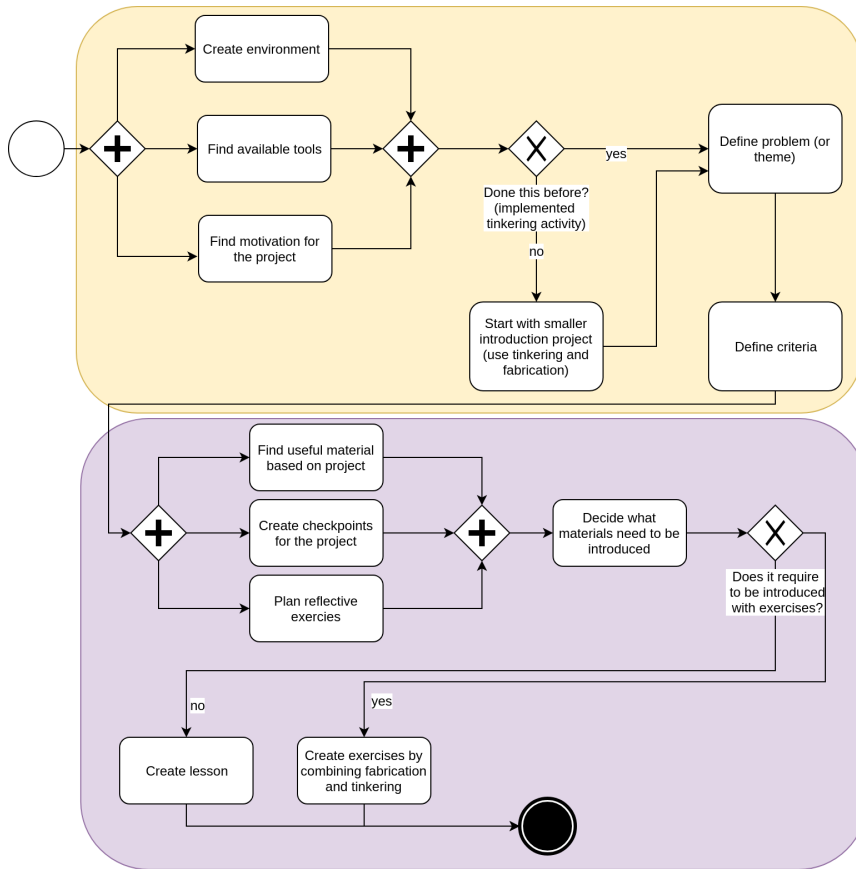 Create environment
Find available tools
Find motivation for
the project
Done this before?
(implemented
tinkering activity)
yes
no
Define problem (or
theme)
Start with smaller
introduction project
(use tinkering and
fabrication)
Define criteria
Find useful material
based on project
Create checkpoints
for the project
Plan reflective
exercies
Decide what
materials need to be
introduced
Does it require
to be introduced
with exercises?
no
yes
Create lesson
Create exercises by
combining fabrication
and tinkering